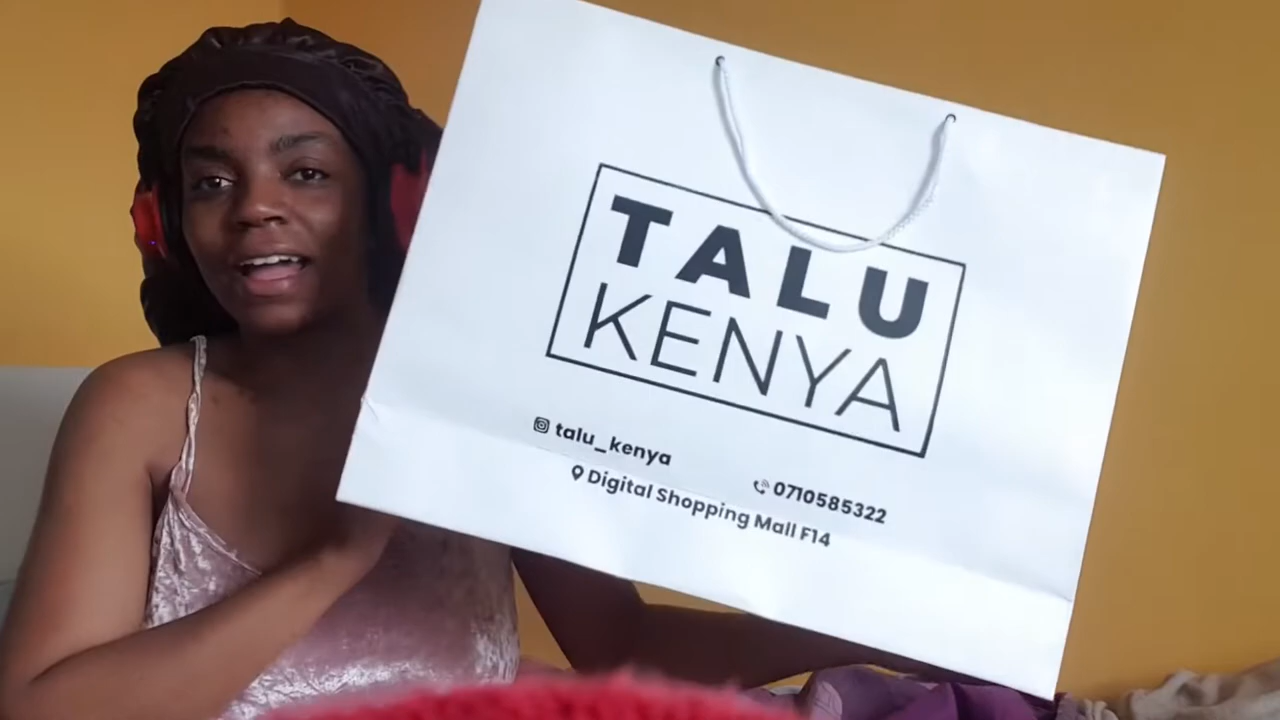 TALU
KENYA
talu_kenya
0710585322
Digital Shopping Mall F14